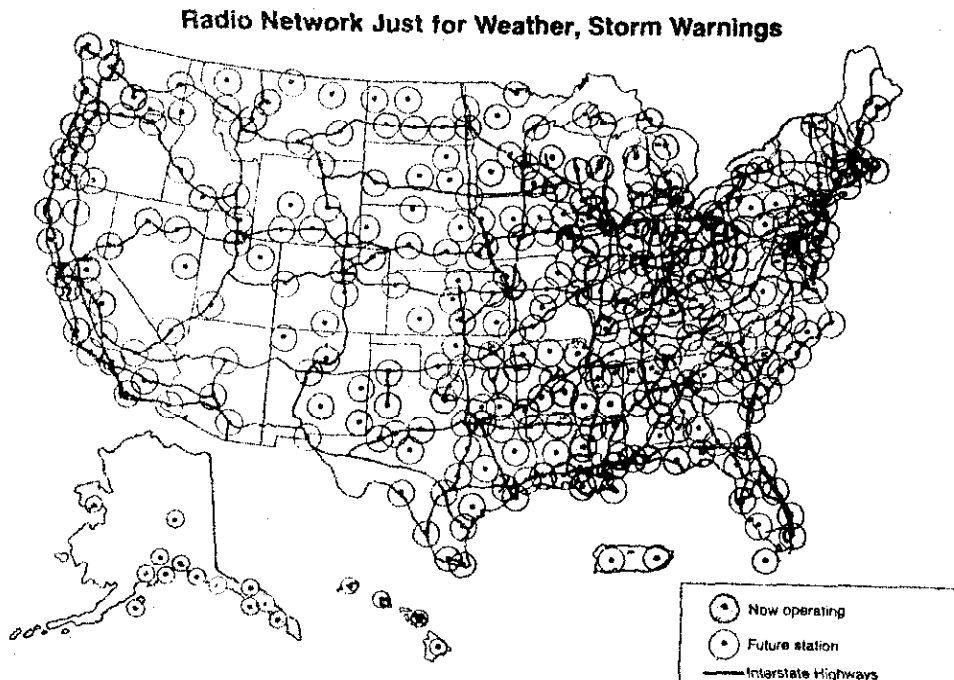 Radio Network Just for Weather, Storm Warnings
Now operating
Future station
Interstate Highways